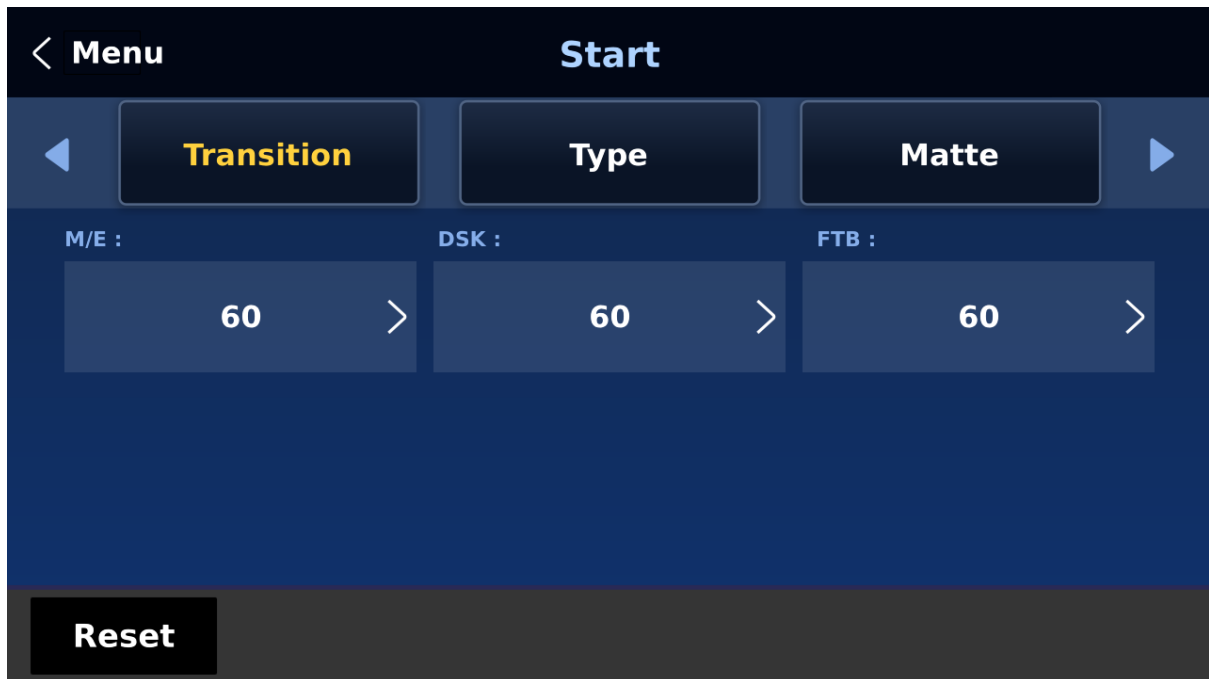 Menu
Start
Transition
Type
Matte
M/E :
DSK :
FTB :
60
60
60
Reset